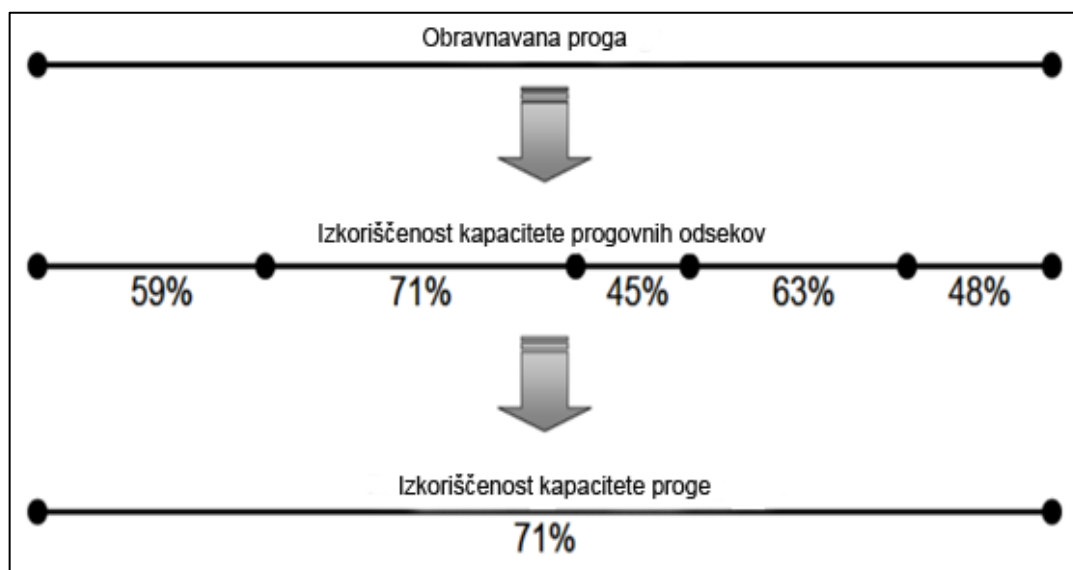 Obravnavana proga
Izkoriščenost kapacitete progovnih odsekov
59% 71% 45% 63% 48%
Izkoriščenost kapacitete proge
71%